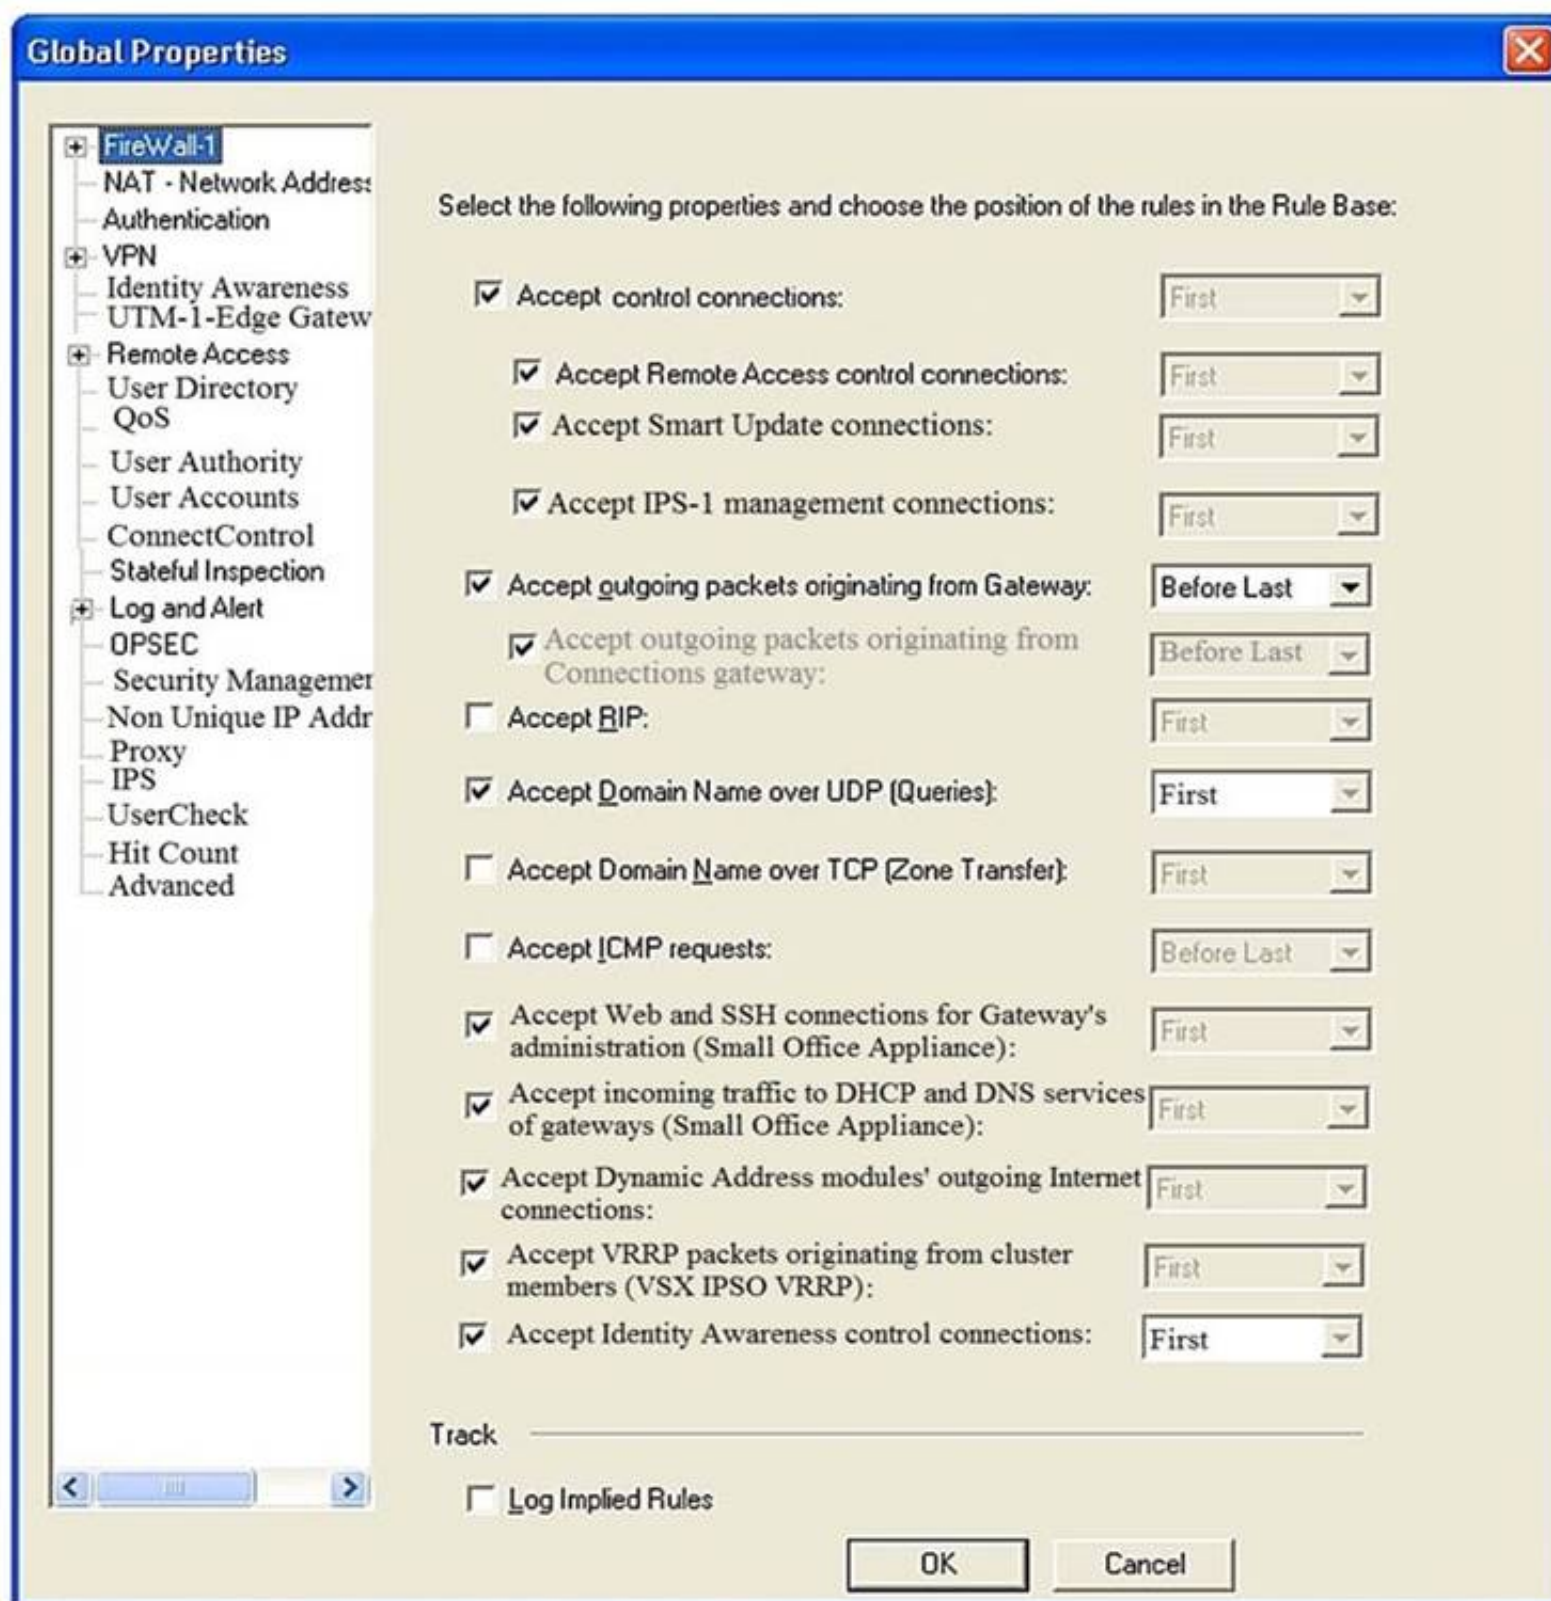 Global Properties
FireWall-1
NAT - Network Address
Authentication
VPN
Identity Awareness
UTM-1-Edge Gatew
Remote Access
User Directory
QoS
User Authority
User Accounts
ConnectControl
Stateful Inspection
Log and Alert
OPSEC
Security Managemer
Non Unique IP Addr
Proxy
IPS
UserCheck
Hit Count
Advanced
Select the following properties and choose the position of the rules in the Rule Base:
Accept control connections: First
Accept Remote Access control connections: First
Accept Smart Update connections: First
Accept IPS-1 management connections: First
Accept outgoing packets originating from Gateway: Before Last
Accept outgoing packets originating from
Connections gateway: Before Last
Accept RIP: First
Accept Domain Name over UDP (Queries): First
Accept Domain Name over TCP (Zone Transfer): First
Accept ICMP requests: Before Last
Accept Web and SSH connections for Gateway's
administration (Small Office Appliance): First
Accept incoming traffic to DHCP and DNS services
of gateways (Small Office Appliance): First
Accept Dynamic Address modules' outgoing Internet
connections: First
Accept VRRP packets originating from cluster
members (VSX IPSO VRRP): First
Accept Identity Awareness control connections: First
Track
Log Implied Rules
OK Cancel